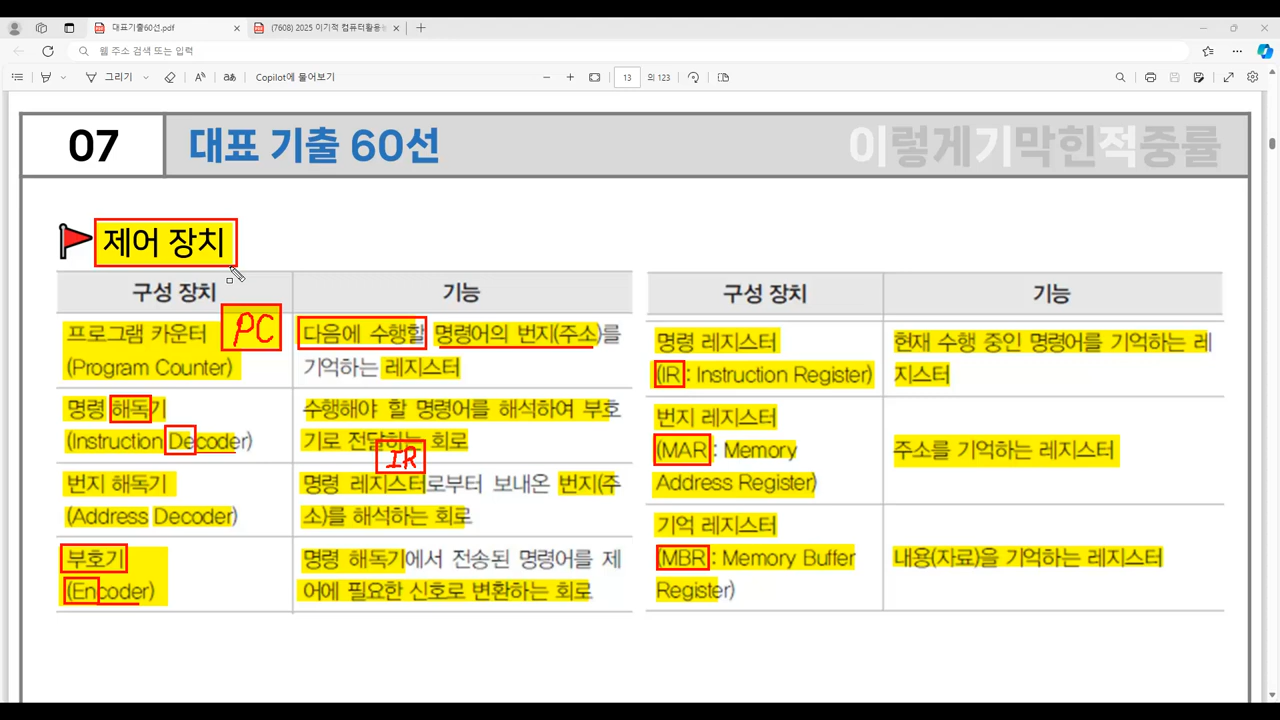 대표기출60선.pdf
(7608) 2025 이기적 컴퓨터활용능
웹 주소 검색 또는 입력
그리기
Copilot에 물어보기
13
의 123
07
대표 기출 60선
이렇게기막힌적중률
제어 장치
구성 장치
기능
프로그램 카운터
(Program Counter)
PC
다음에 수행할 명령어의 번지(주소)를
기억하는 레지스터
명령 해독기
(Instruction Decoder)
수행해야 할 명령어를 해석하여 부호
기로 전달하는 회로
IR
번지 해독기
(Address Decoder)
명령 레지스터로부터 보내온 번지(주
소)를 해석하는 회로
부호기
(Encoder)
명령 해독기에서 전송된 명령어를 제
어에 필요한 신호로 변환하는 회로
구성 장치
기능
명령 레지스터
(IR : Instruction Register)
현재 수행 중인 명령어를 기억하는 레
지스터
번지 레지스터
(MAR : Memory
Address Register)
주소를 기억하는 레지스터
기억 레지스터
(MBR : Memory Buffer
Register)
내용(자료)을 기억하는 레지스터